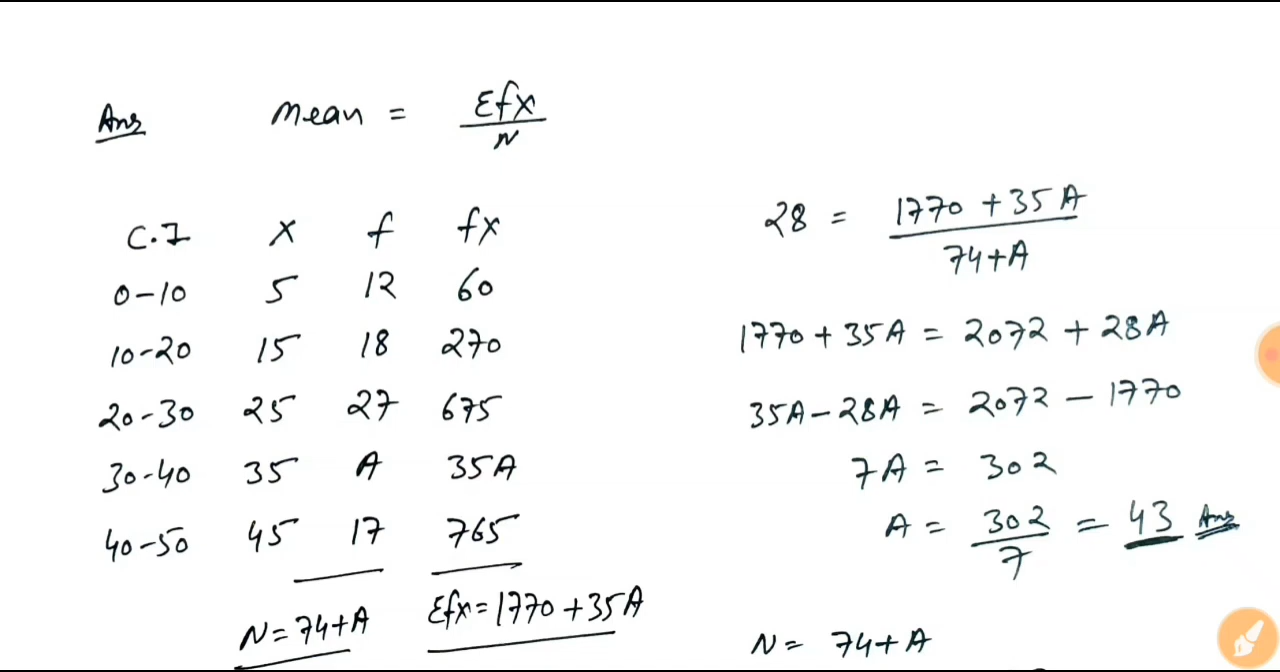 Ans Mean = Σfx / N
C.I x f fx
0-10 5 12 60
10-20 15 18 270
20-30 25 27 675
30-40 35 A 35A
40-50 45 17 765
N = 74+A Σfx = 1770 + 35A
28 = 1770 + 35A / 74+A
1770 + 35A = 2072 + 28A
35A - 28A = 2072 - 1770
7A = 302
A = 302 / 7 = 43 Ans
N = 74+A